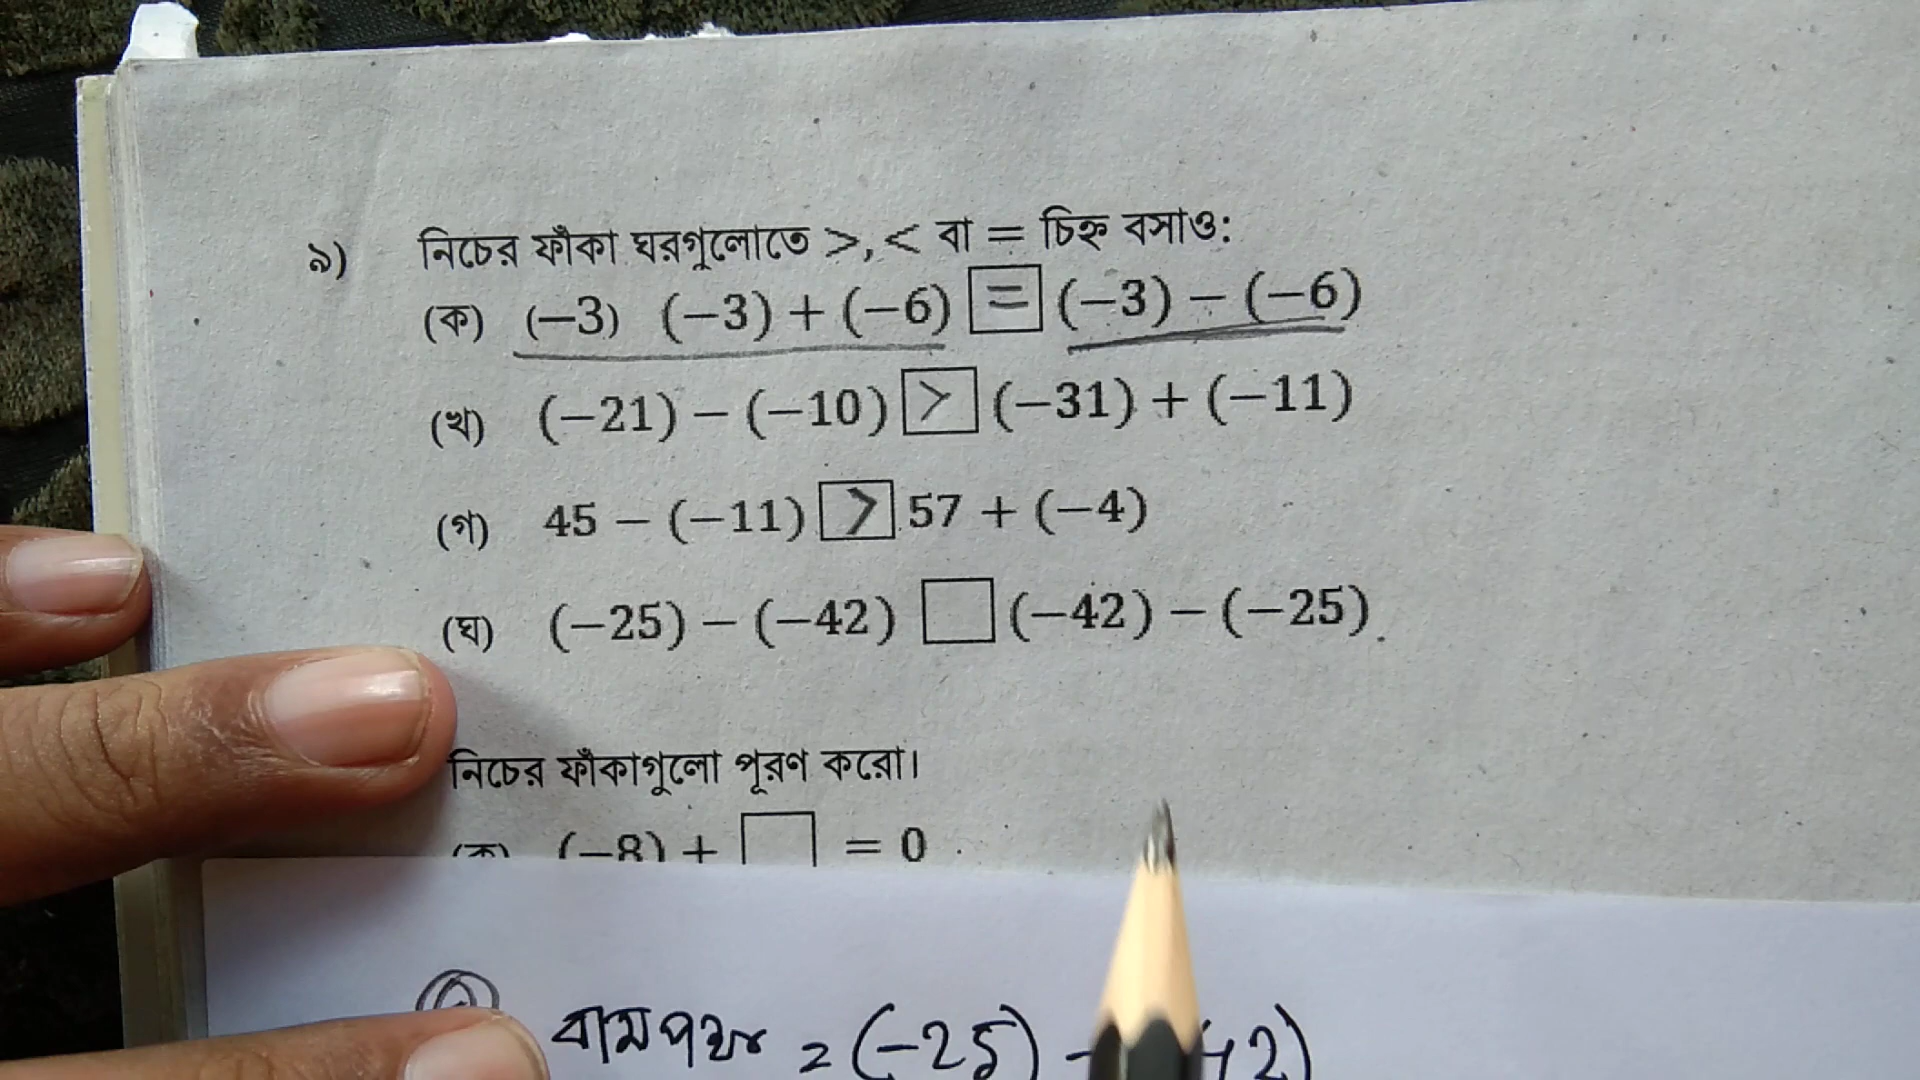 ৯) নিচের ফাঁকা ঘরগুলোতে >, < বা = চিহ্ন বসাও:
(ক) (−3) (−3) + (−6) = (−3) − (−6)
(খ) (−21) − (−10) > (−31) + (−11)
(গ) 45 − (−11) > 57 + (−4)
(ঘ) (−25) − (−42) □ (−42) − (−25)
নিচের ফাঁকাগুলো পূরণ করো।
(ক) (−8) + □ = 0
বামপক্ষ = (−25) −